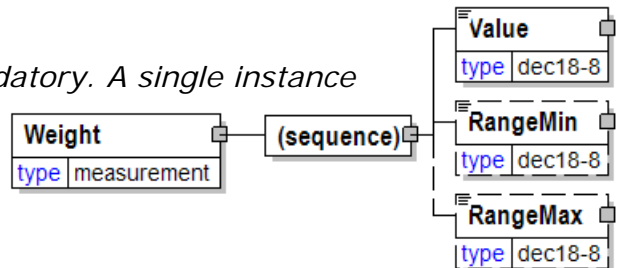 Value
type dec18-8
datory. A single instance
RangeMin
type dec18-8
Weight
type measurement
(sequence)
RangeMax
type dec18-8